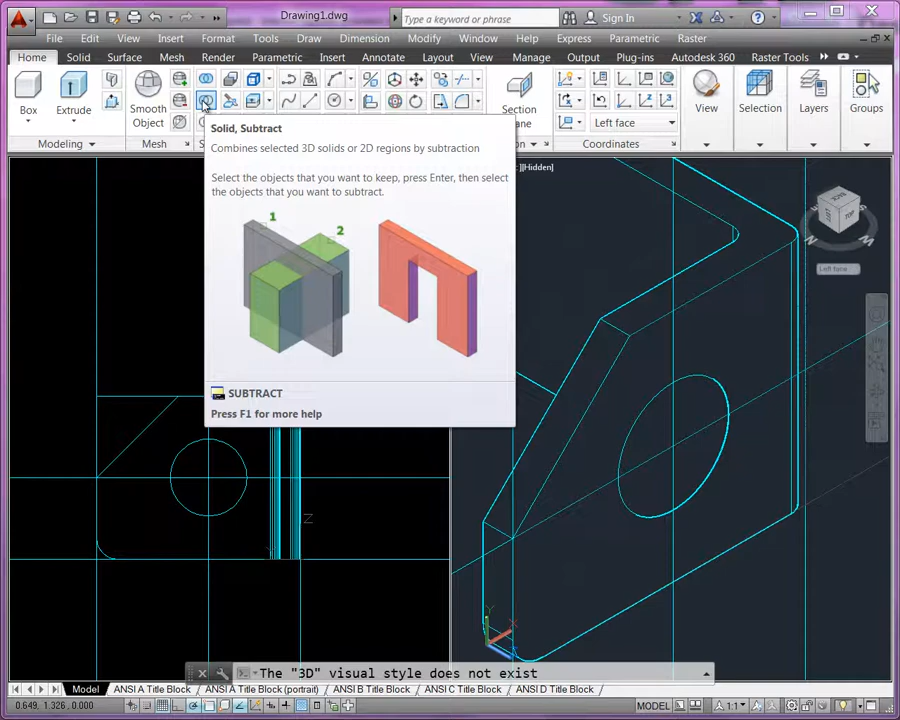 Drawing1.dwg
Type a keyword or phrase
Sign In
File Edit View Insert Format Tools Draw Dimension Modify Window Help Express Parametric Raster
Home Solid Surface Mesh Render Parametric Insert Annotate Layout View Output Plug-ins Autodesk 360 Raster Tools
Box
Extrude
Smooth Object
Section
View
Selection
Layers
Groups
Left face
Modeling
Mesh
Coordinates
Solid, Subtract
Combines selected 3D solids or 2D regions by subtraction
Select the objects that you want to keep, press Enter, then select
the objects that you want to subtract.
1
2
SUBTRACT
Press F1 for more help
][Hidden]
LEFT
BACK
TOP
Left face
Z
Y
X
The "3D" visual style does not exist
Model ANSI A Title Block ANSI A Title Block (portrait) ANSI B Title Block ANSI C Title Block ANSI D Title Block
0.649, 1.326, 0.000
MODEL
1:1